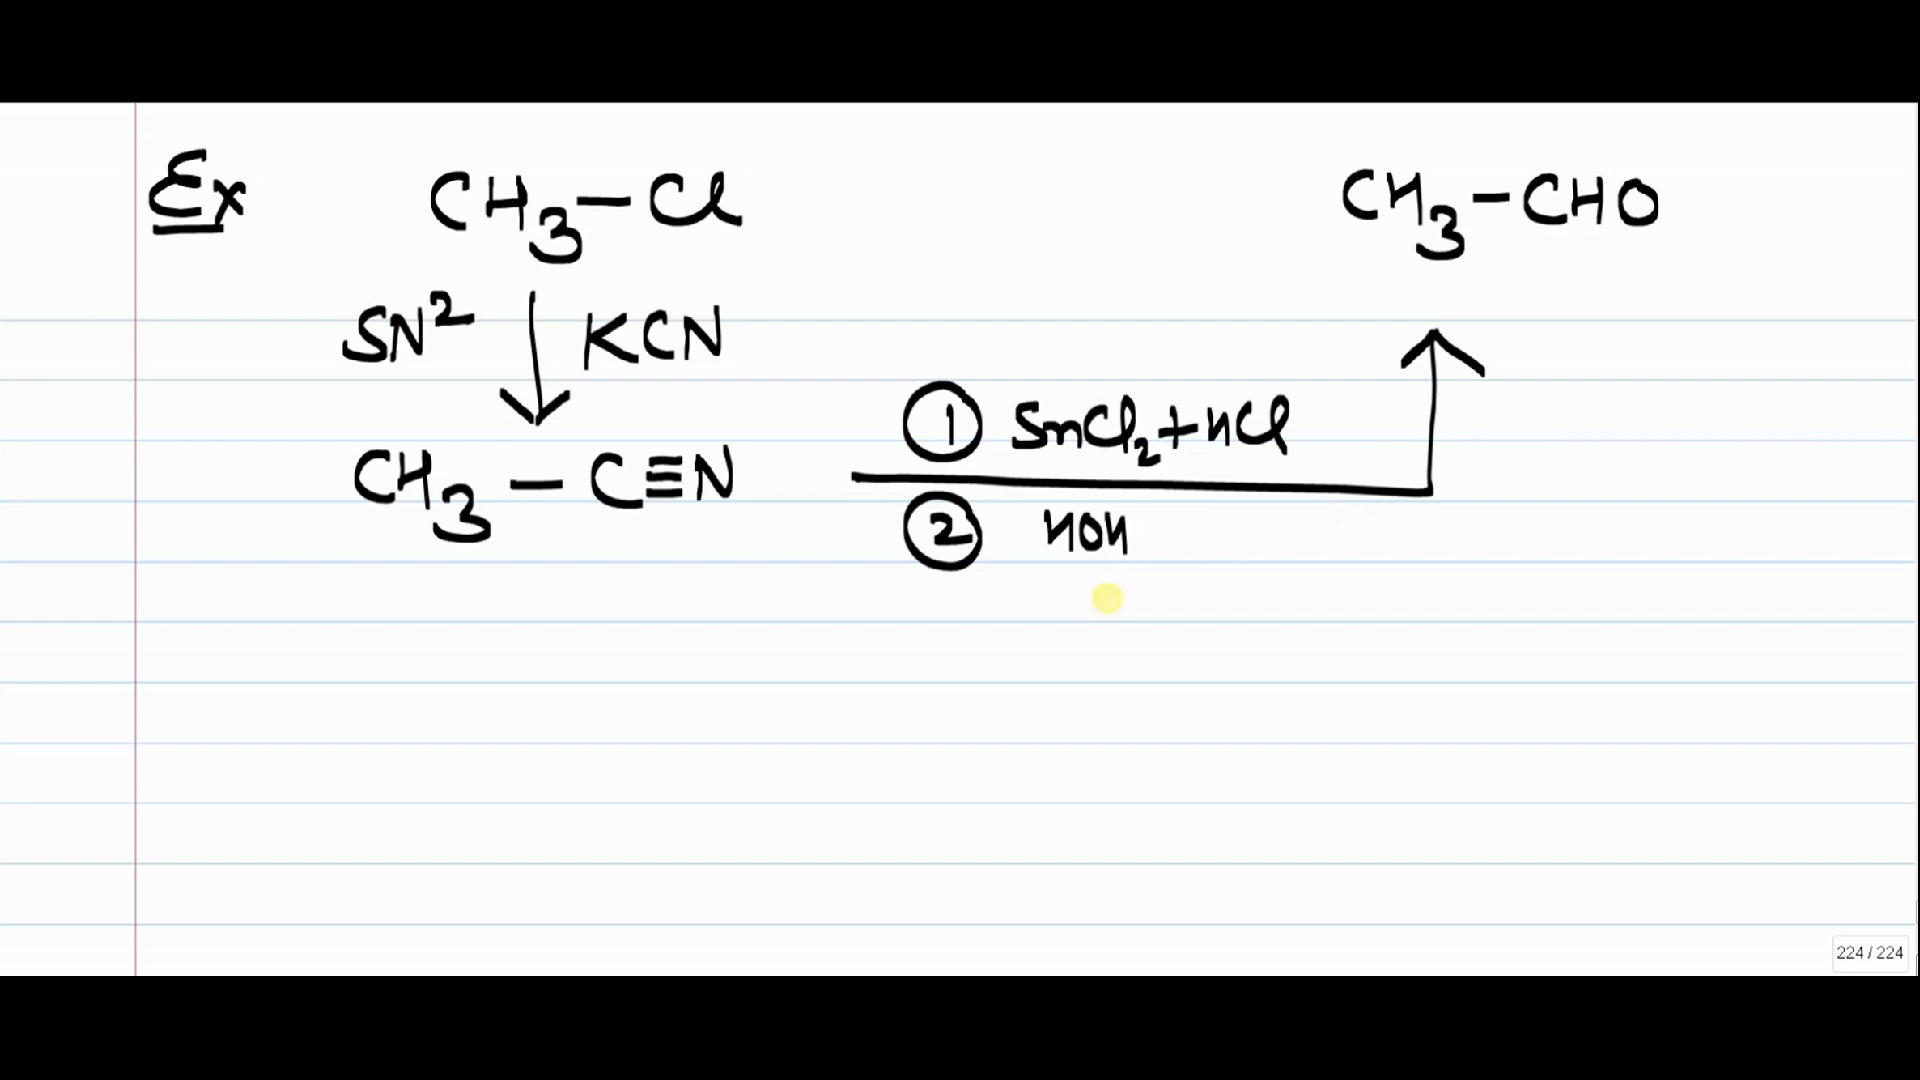 Ex CH₃–Cl CH₃–CHO
SN² KCN
① SnCl₂+HCl
CH₃–C≡N
② HOH
224 / 224